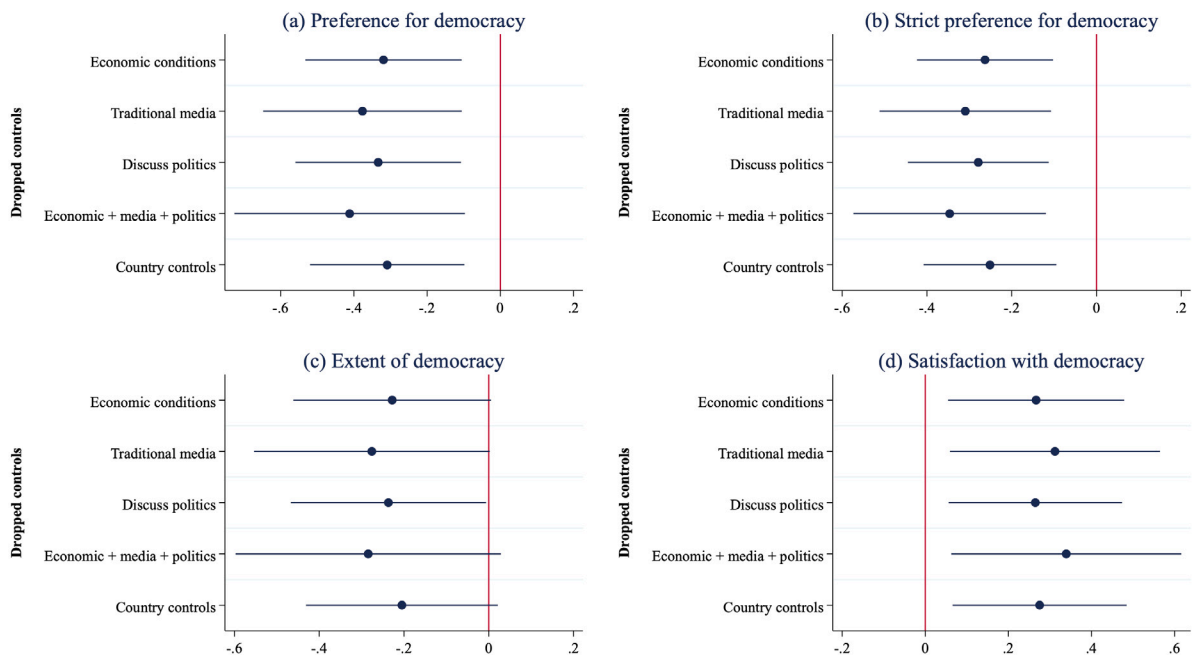 (a) Preference for democracy
Dropped controls
Economic conditions
Traditional media
Discuss politics
Economic + media + politics
Country controls
-.6 -.4 -.2 0 .2
(b) Strict preference for democracy
Dropped controls
Economic conditions
Traditional media
Discuss politics
Economic + media + politics
Country controls
-.6 -.4 -.2 0 .2
(c) Extent of democracy
Dropped controls
Economic conditions
Traditional media
Discuss politics
Economic + media + politics
Country controls
-.6 -.4 -.2 0 .2
(d) Satisfaction with democracy
Dropped controls
Economic conditions
Traditional media
Discuss politics
Economic + media + politics
Country controls
-.2 0 .2 .4 .6